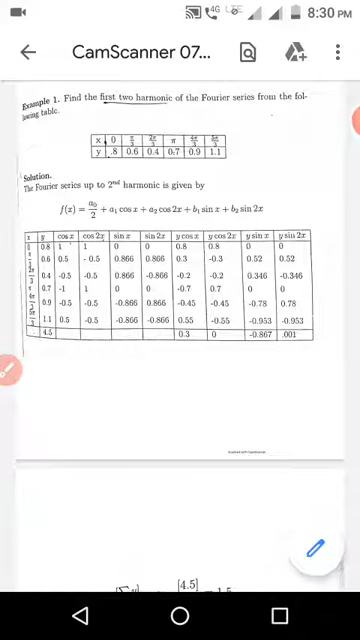 4G LTE 8:30 PM
CamScanner 07...
Example 1. Find the first two harmonic of the Fourier series from the fol-
lowing table.
x 0 π/3 2π/3 π 4π/3 5π/3
y .8 0.6 0.4 0.7 0.9 1.1
Solution.
The Fourier series up to 2nd harmonic is given by
f(x) = a0/2 + a1 cos x + a2 cos 2x + b1 sin x + b2 sin 2x
x y cos x cos 2x sin x sin 2x y cos x y cos 2x y sin x y sin 2x
0 0.8 1 1 0 0 0.8 0.8 0 0
π/3 0.6 0.5 - 0.5 0.866 0.866 0.3 -0.3 0.52 0.52
2π/3 0.4 -0.5 -0.5 0.866 -0.866 -0.2 -0.2 0.346 -0.346
π 0.7 -1 1 0 0 -0.7 0.7 0 0
4π/3 0.9 -0.5 -0.5 -0.866 0.866 -0.45 -0.45 -0.78 0.78
5π/3 1.1 0.5 -0.5 -0.866 -0.866 0.55 -0.55 -0.953 -0.953
4.5 0.3 0 -0.867 .001
Scanned with CamScanner
[4.5]